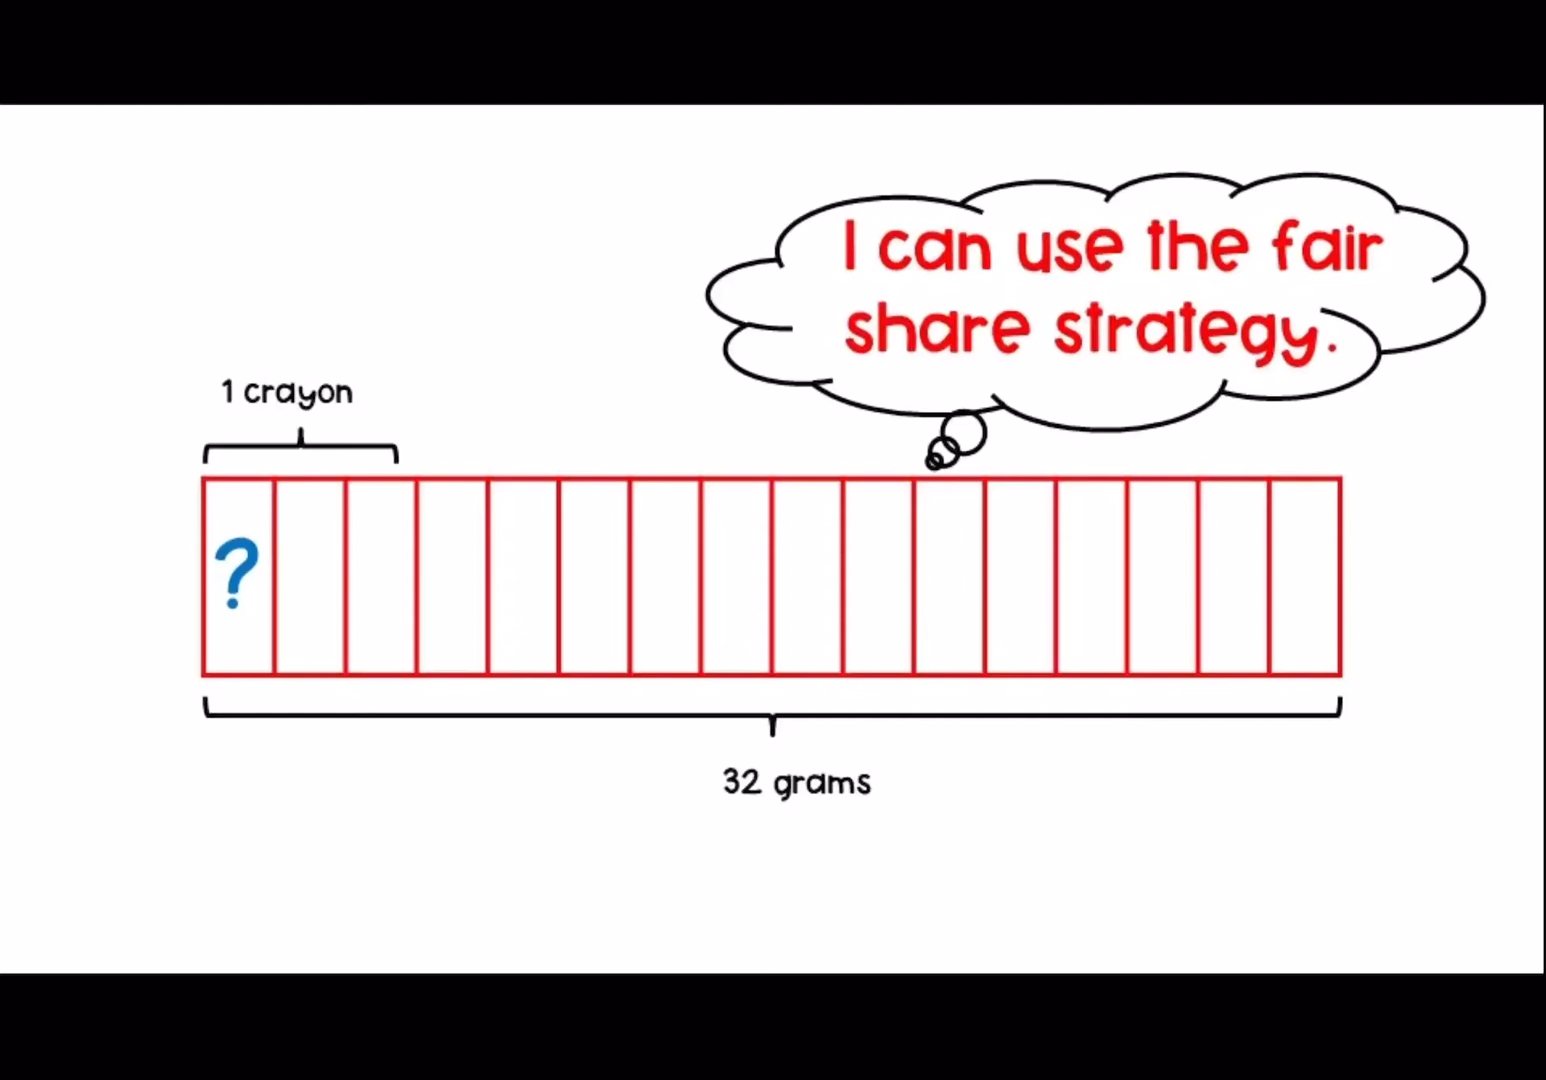 I can use the fair
share strategy.
1 crayon
?
32 grams